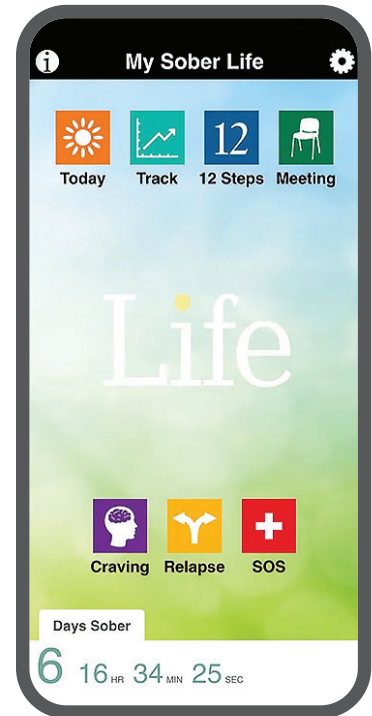 i My Sober Life
Today Track 12 Steps Meeting
12
Life
Craving Relapse SOS
Days Sober
6 16 HR 34 MIN 25 SEC